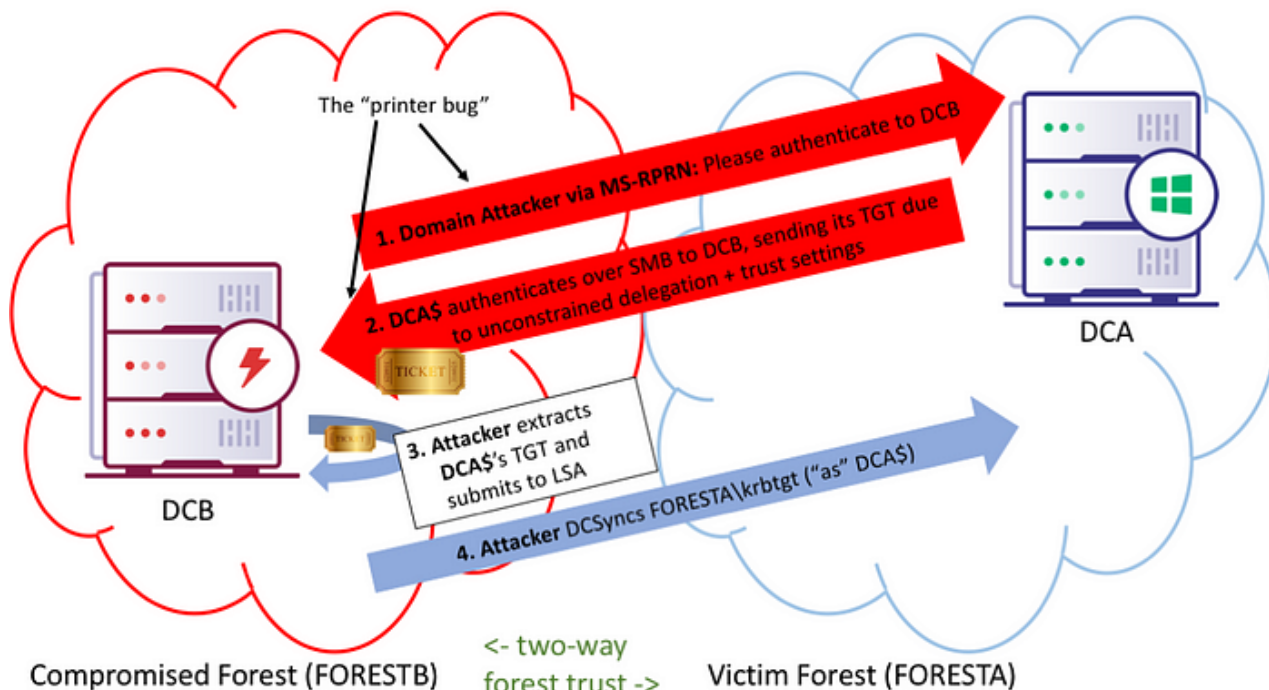 The "printer bug"
1. Domain Attacker via MS-RPRN: Please authenticate to DCB
2. DCA$ authenticates over SMB to DCB, sending its TGT due
to unconstrained delegation + trust settings
TICKET
TICKET
3. Attacker extracts
DCA$'s TGT and
submits to LSA
4. Attacker DCSyncs FORESTA\krbtgt ("as" DCA$)
DCB
DCA
Compromised Forest (FORESTB)
<- two-way
forest trust ->
Victim Forest (FORESTA)